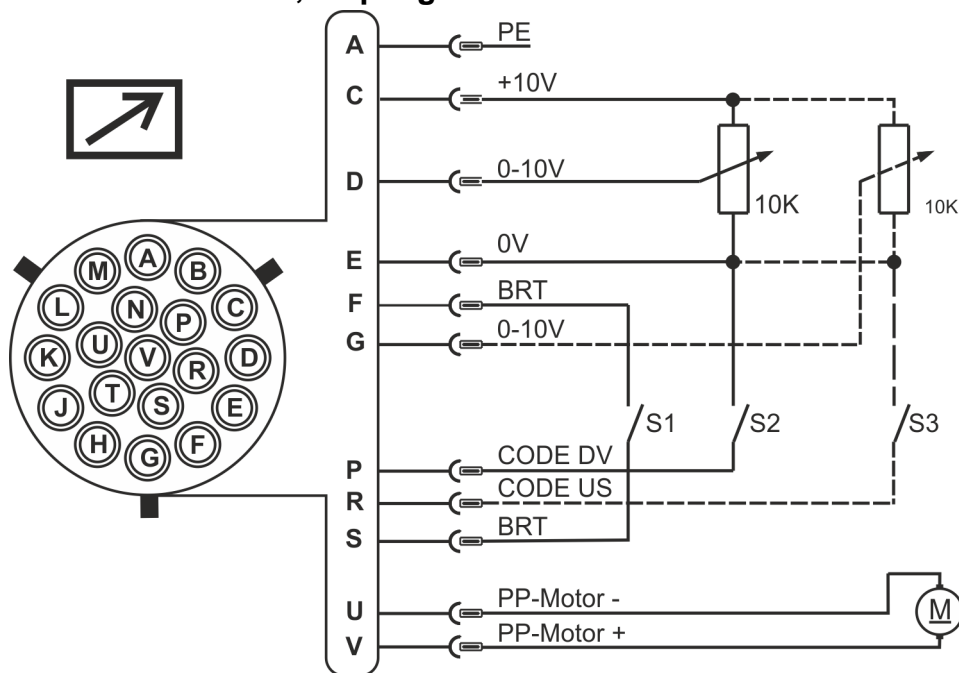 A PE
C +10V
D 0-10V 10K 10K
E 0V
F BRT
G 0-10V
S1 S2 S3
P CODE DV
R CODE US
S BRT
U PP-Motor -
V PP-Motor +
M
M A B
L N P C
K U V R D
J T S E
H G F